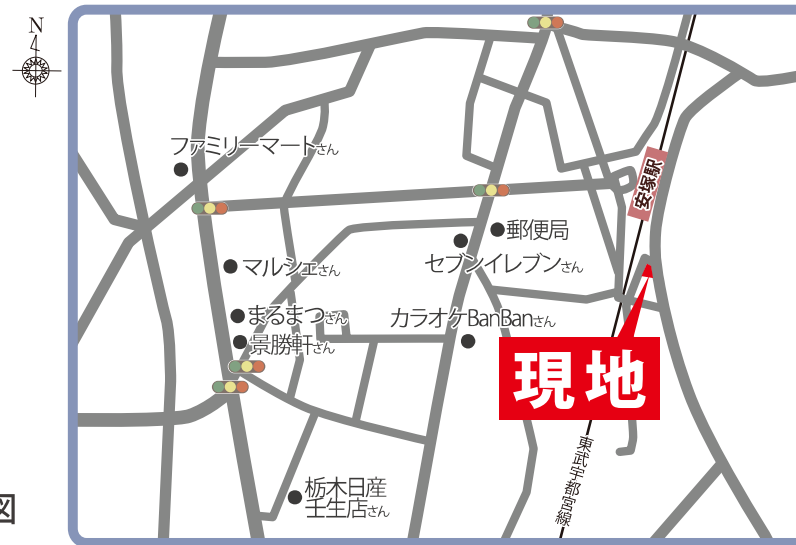 N
ファミリーマートさん
安塚駅
郵便局
マルシェさん
セブンイレブンさん
まるまつさん
カラオケBanBanさん
景勝軒さん
現地
東武宇都宮線
栃木日産
壬生店さん
図